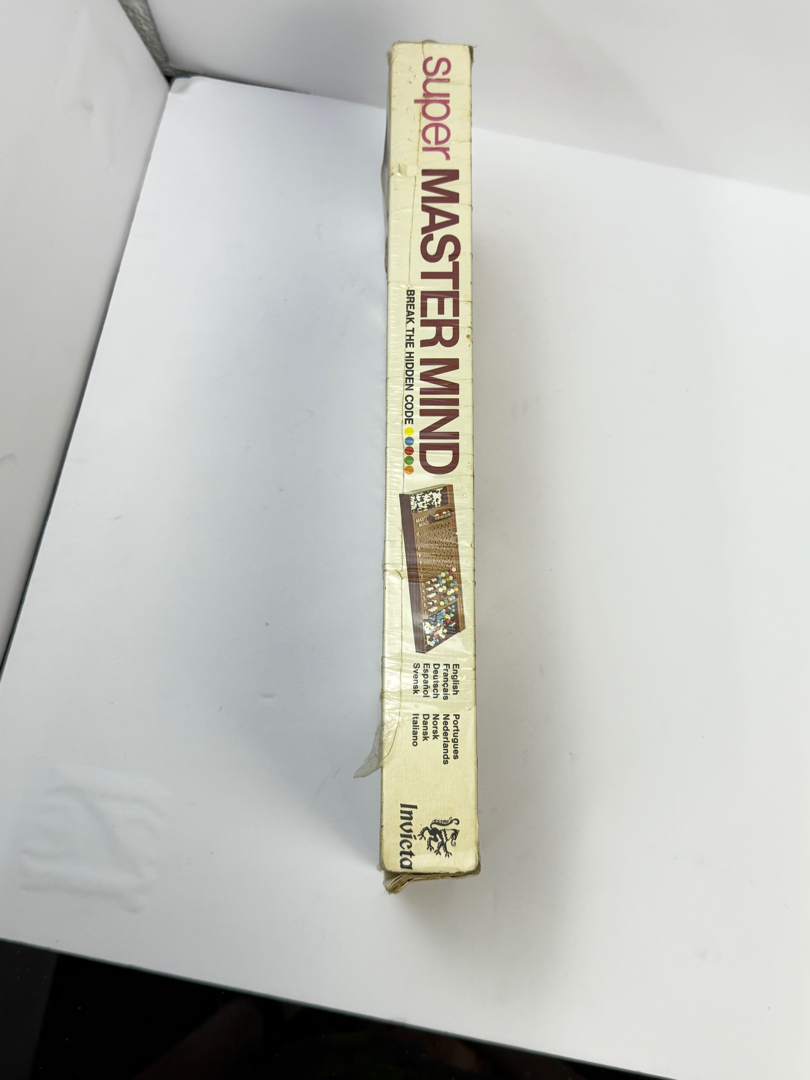 super MASTER MIND
BREAK THE HIDDEN CODE
English
Français
Deutsch
Español
Svensk
Portugues
Nederlands
Norsk
Dansk
Italiano
Invicta